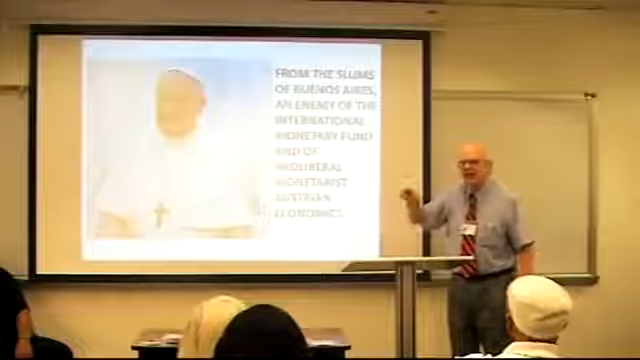 FROM THE SLUMS
OF BUENOS AIRES,
AN ENEMY OF THE
INTERNATIONAL
MONETARY FUND
AND OF
NEOLIBERAL
MONETARIST
AUSTRIAN
ECONOMICS